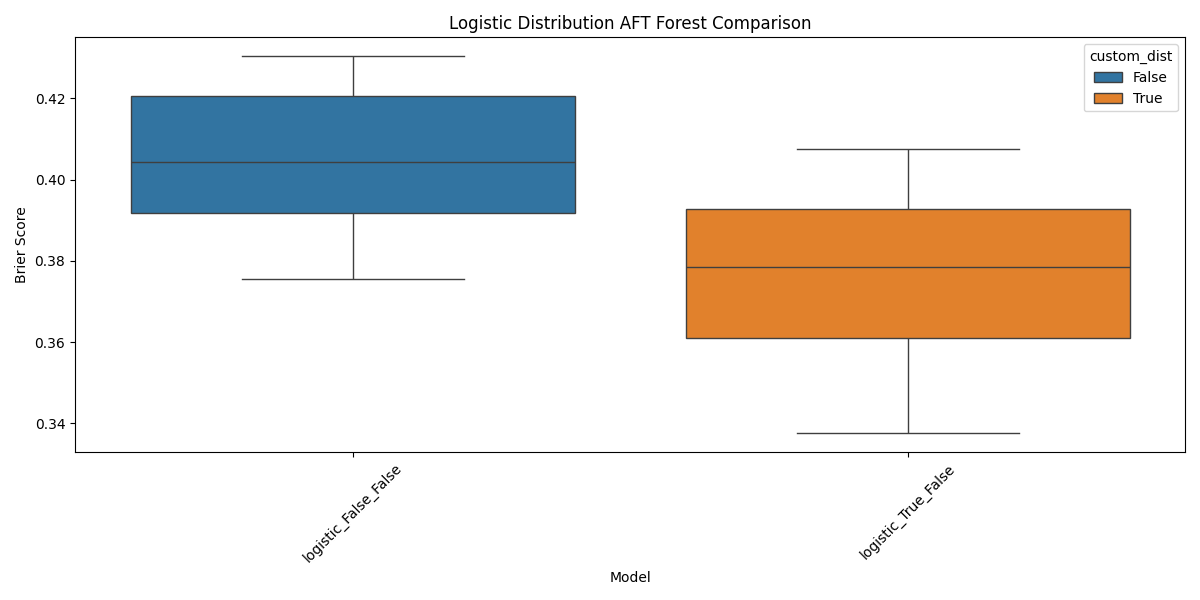 Logistic Distribution AFT Forest Comparison
custom_dist
False
True
0.42
0.40
0.38
0.36
0.34
Brier Score
logistic_False_False
logistic_True_False
Model